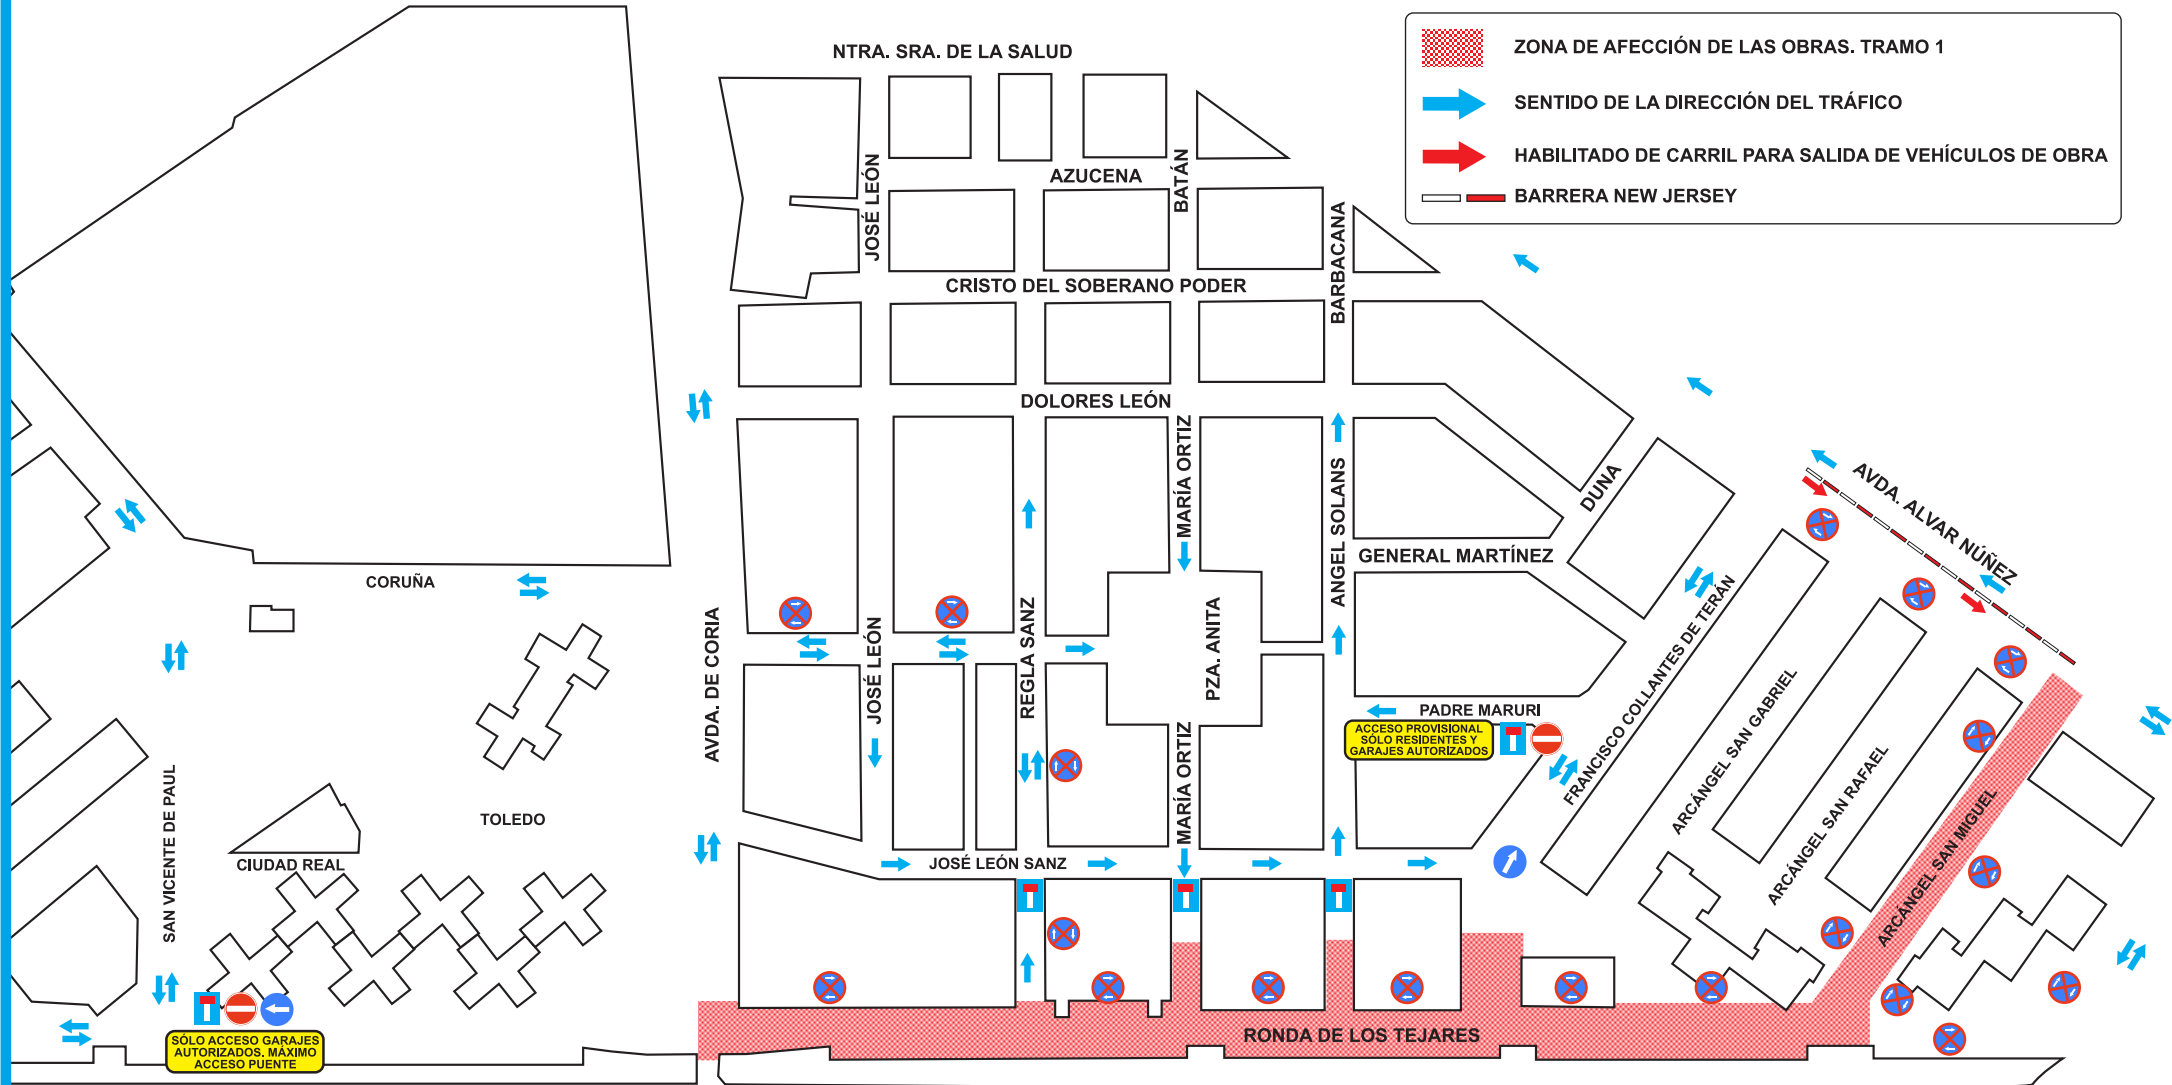 NTRA. SRA. DE LA SALUD
ZONA DE AFECCIÓN DE LAS OBRAS. TRAMO 1
SENTIDO DE LA DIRECCIÓN DEL TRÁFICO
HABILITADO DE CARRIL PARA SALIDA DE VEHÍCULOS DE OBRA
BARRERA NEW JERSEY
JOSÉ LEÓN
AZUCENA
BATÁN
BARBACANA
CRISTO DEL SOBERANO PODER
DOLORES LEÓN
MARÍA ORTIZ
ANGEL SOLANS
DUNA
AVDA. ALVAR NÚÑEZ
GENERAL MARTÍNEZ
CORUÑA
AVDA. DE CORIA
JOSÉ LEÓN
REGLA SANZ
PZA. ANITA
FRANCISCO COLLANTES DE TERÁN
ARCÁNGEL SAN GABRIEL
ARCÁNGEL SAN RAFAEL
ARCÁNGEL SAN MIGUEL
PADRE MARURI
ACCESO PROVISIONAL
SÓLO RESIDENTES Y
GARAJES AUTORIZADOS
MARÍA ORTIZ
SAN VICENTE DE PAUL
TOLEDO
CIUDAD REAL
JOSÉ LEÓN SANZ
RONDA DE LOS TEJARES
SÓLO ACCESO GARAJES
AUTORIZADOS. MÁXIMO
ACCESO PUENTE